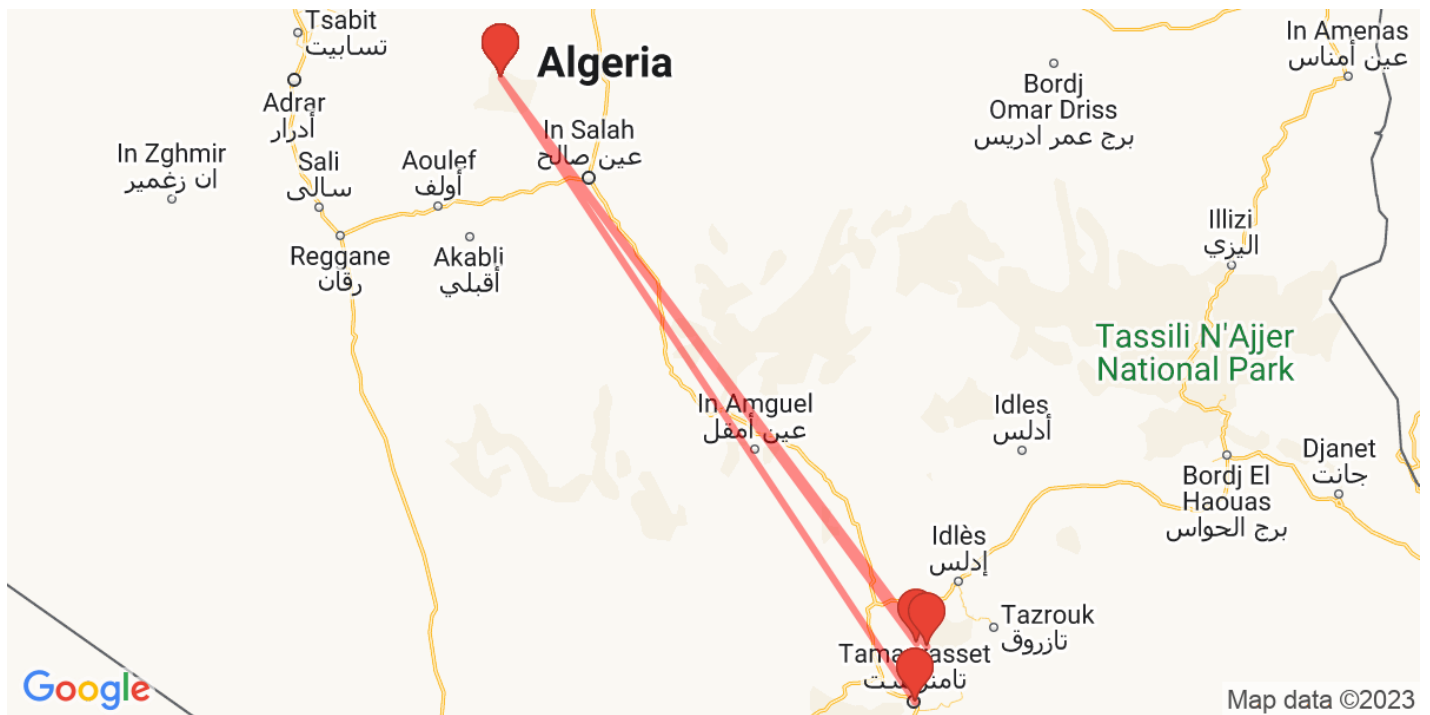 Tsabit
تسابيت
Algeria
In Amenas
عين أمناس
Adrar
أدرار
Bordj
Omar Driss
برج عمر ادريس
In Salah
عين صالح
In Zghmir
ان زغمير
Sali
سالى
Aoulef
أولف
Illizi
اليزي
Reggane
رقان
Akabli
أقبلي
Tassili N'Ajjer
National Park
In Amguel
عين أمقل
Idles
أدلس
Djanet
جانت
Bordj El
Haouas
برج الحواس
Idlès
إدلس
Tazrouk
تازروق
Google
Map data ©2023